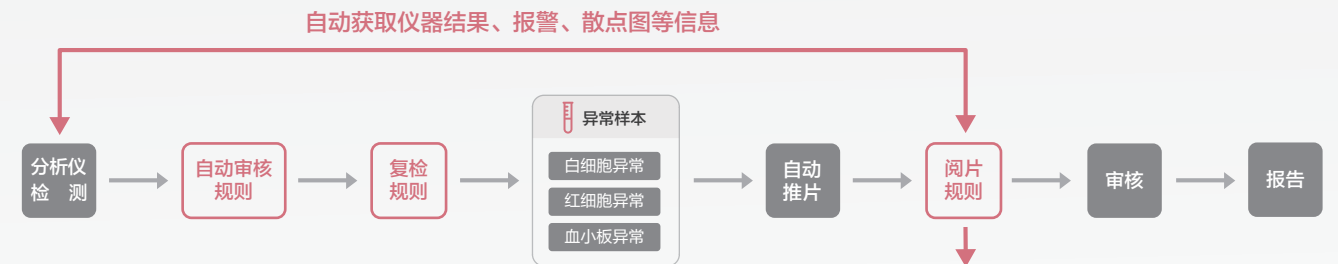 自动获取仪器结果、报警、散点图等信息
分析仪
检 测
自动审核
规则
复检
规则
异常样本
白细胞异常
红细胞异常
血小板异常
自动
推片
阅片
规则
审核
报告